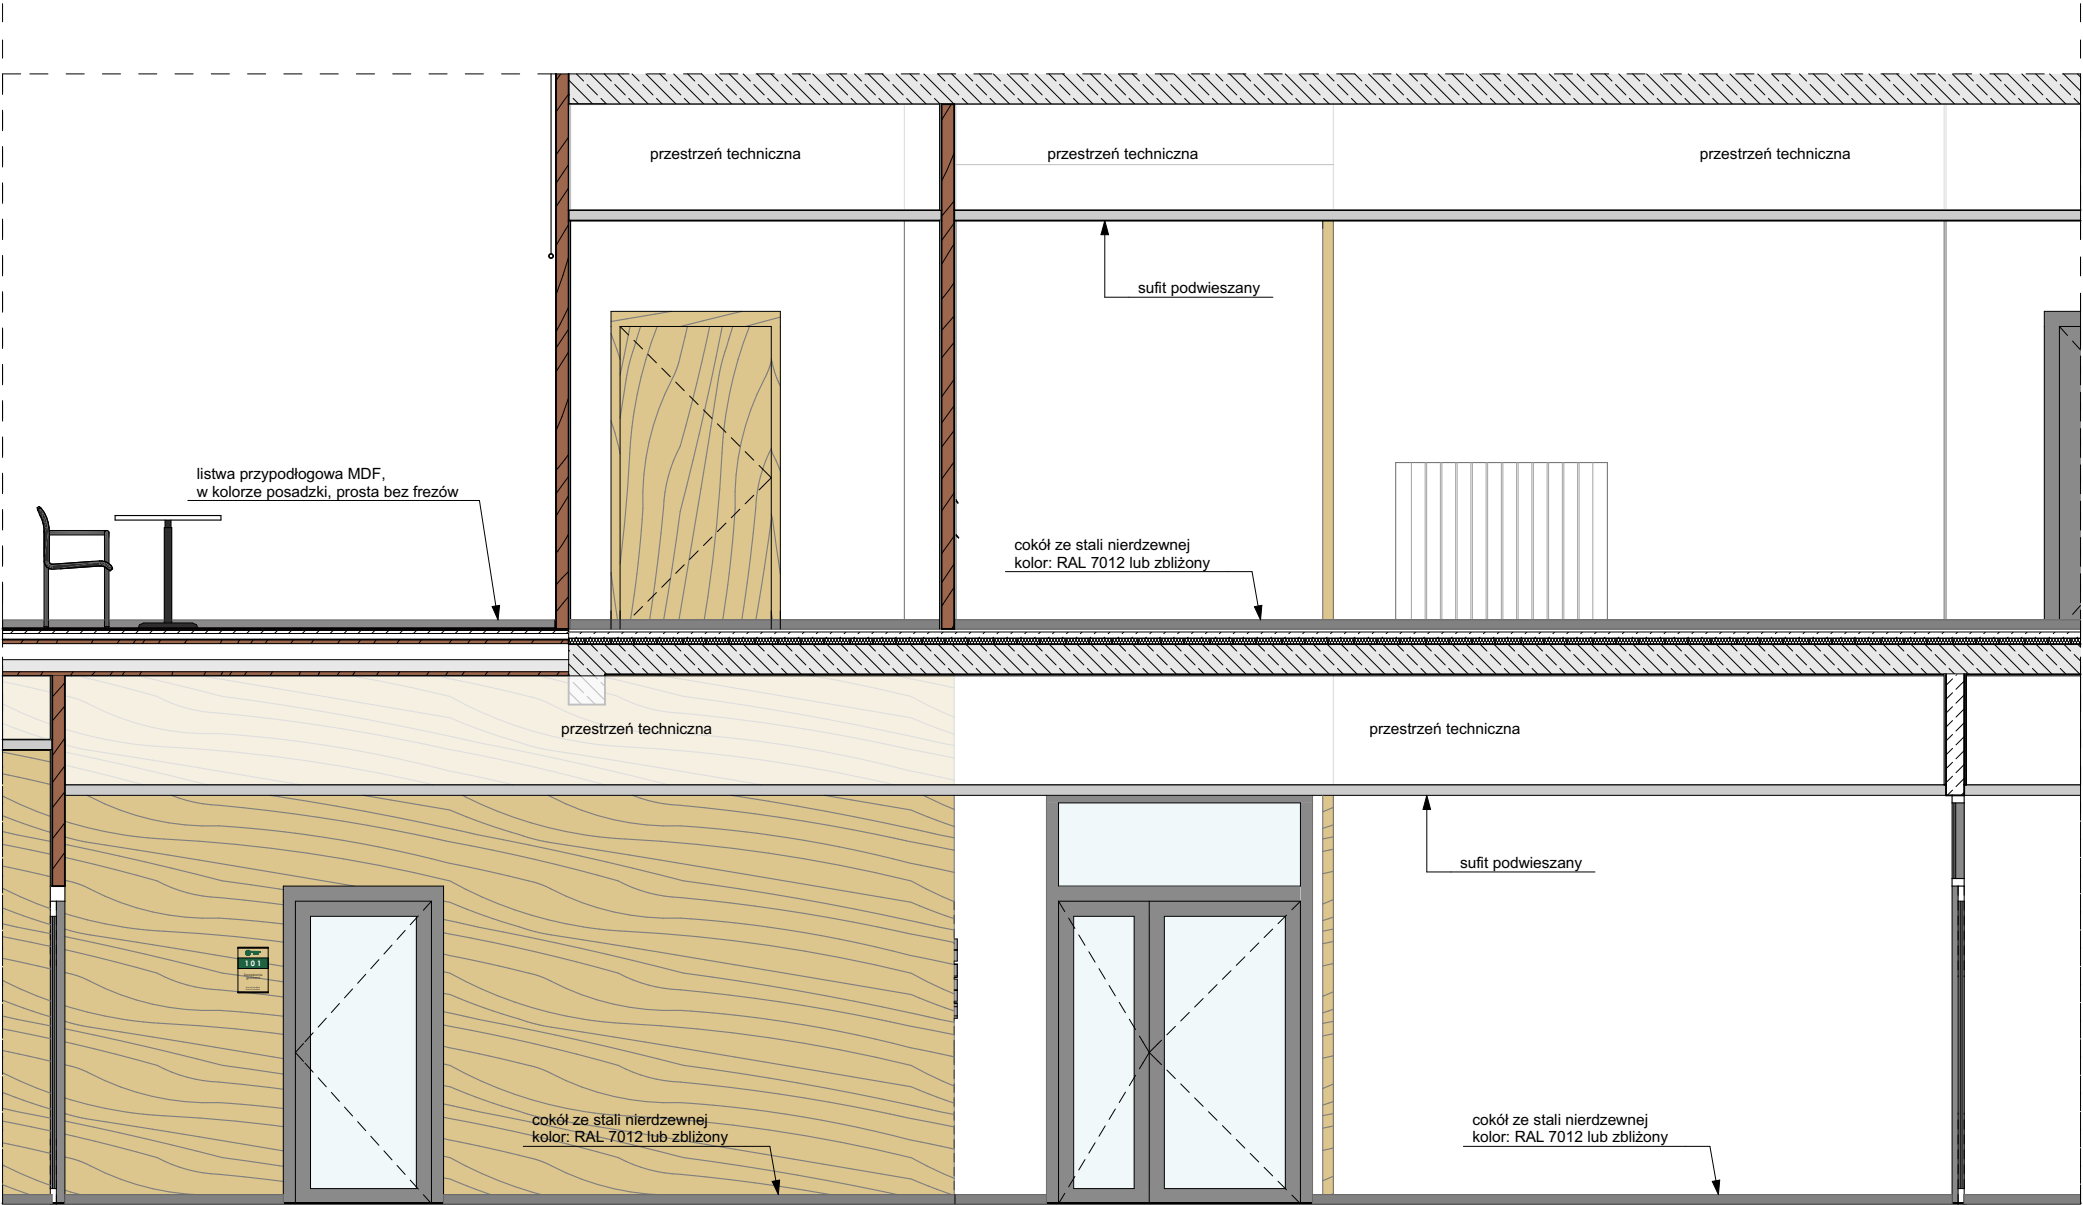 przestrzeń techniczna
przestrzeń techniczna
przestrzeń techniczna
sufit podwieszany
listwa przypodłogowa MDF,
w kolorze posadzki, prosta bez frezów
cokół ze stali nierdzewnej
kolor: RAL 7012 lub zbliżony
przestrzeń techniczna
przestrzeń techniczna
sufit podwieszany
101
cokół ze stali nierdzewnej
kolor: RAL 7012 lub zbliżony
cokół ze stali nierdzewnej
kolor: RAL 7012 lub zbliżony